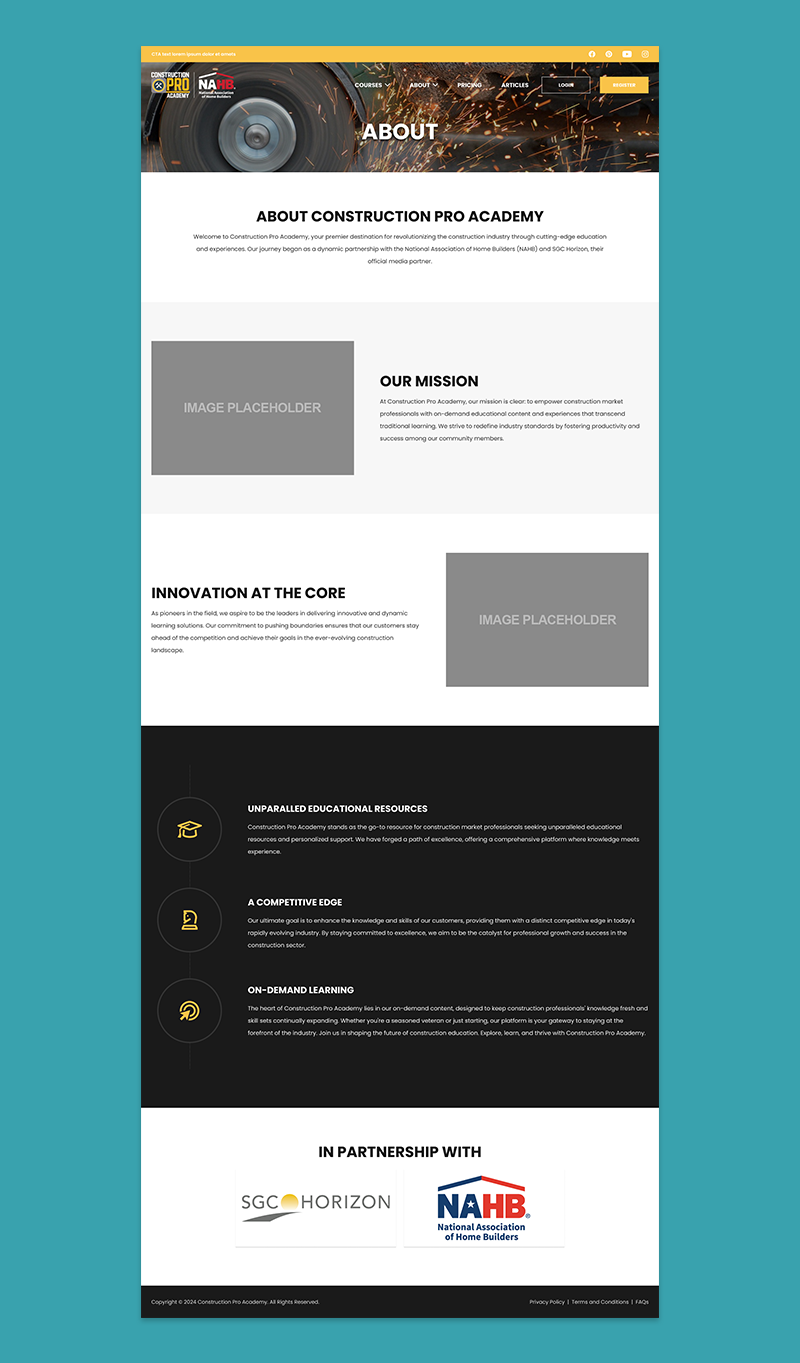 CTA text lorem ipsum dolor et amets
CONSTRUCTION
PRO
ACADEMY
NAHB
National Association
of Home Builders
COURSES
ABOUT
PRICING
ARTICLES
LOGIN
REGISTER
ABOUT
ABOUT CONSTRUCTION PRO ACADEMY
Welcome to Construction Pro Academy, your premier destination for revolutionizing the construction industry through cutting-edge education
and experiences. Our journey began as a dynamic partnership with the National Association of Home Builders (NAHB) and SGC Horizon, their
official media partner.
IMAGE PLACEHOLDER
OUR MISSION
At Construction Pro Academy, our mission is clear: to empower construction market
professionals with on-demand educational content and experiences that transcend
traditional learning. We strive to redefine industry standards by fostering productivity and
success among our community members.
INNOVATION AT THE CORE
As pioneers in the field, we aspire to be the leaders in delivering innovative and dynamic
learning solutions. Our commitment to pushing boundaries ensures that our customers stay
ahead of the competition and achieve their goals in the ever-evolving construction
landscape.
IMAGE PLACEHOLDER
UNPARALLED EDUCATIONAL RESOURCES
Construction Pro Academy stands as the go-to resource for construction market professionals seeking unparalleled educational
resources and personalized support. We have forged a path of excellence, offering a comprehensive platform where knowledge meets
experience.
A COMPETITIVE EDGE
Our ultimate goal is to enhance the knowledge and skills of our customers, providing them with a distinct competitive edge in today's
rapidly evolving industry. By staying committed to excellence, we aim to be the catalyst for professional growth and success in the
construction sector.
ON-DEMAND LEARNING
The heart of Construction Pro Academy lies in our on-demand content, designed to keep construction professionals' knowledge fresh and
skill sets continually expanding. Whether you're a seasoned veteran or just starting, our platform is your gateway to staying at the
forefront of the industry. Join us in shaping the future of construction education. Explore, learn, and thrive with Construction Pro Academy.
IN PARTNERSHIP WITH
SGC HORIZON
NAHB®
National Association
of Home Builders
Copyright © 2024 Construction Pro Academy. All Rights Reserved.
Privacy Policy | Terms and Conditions | FAQs